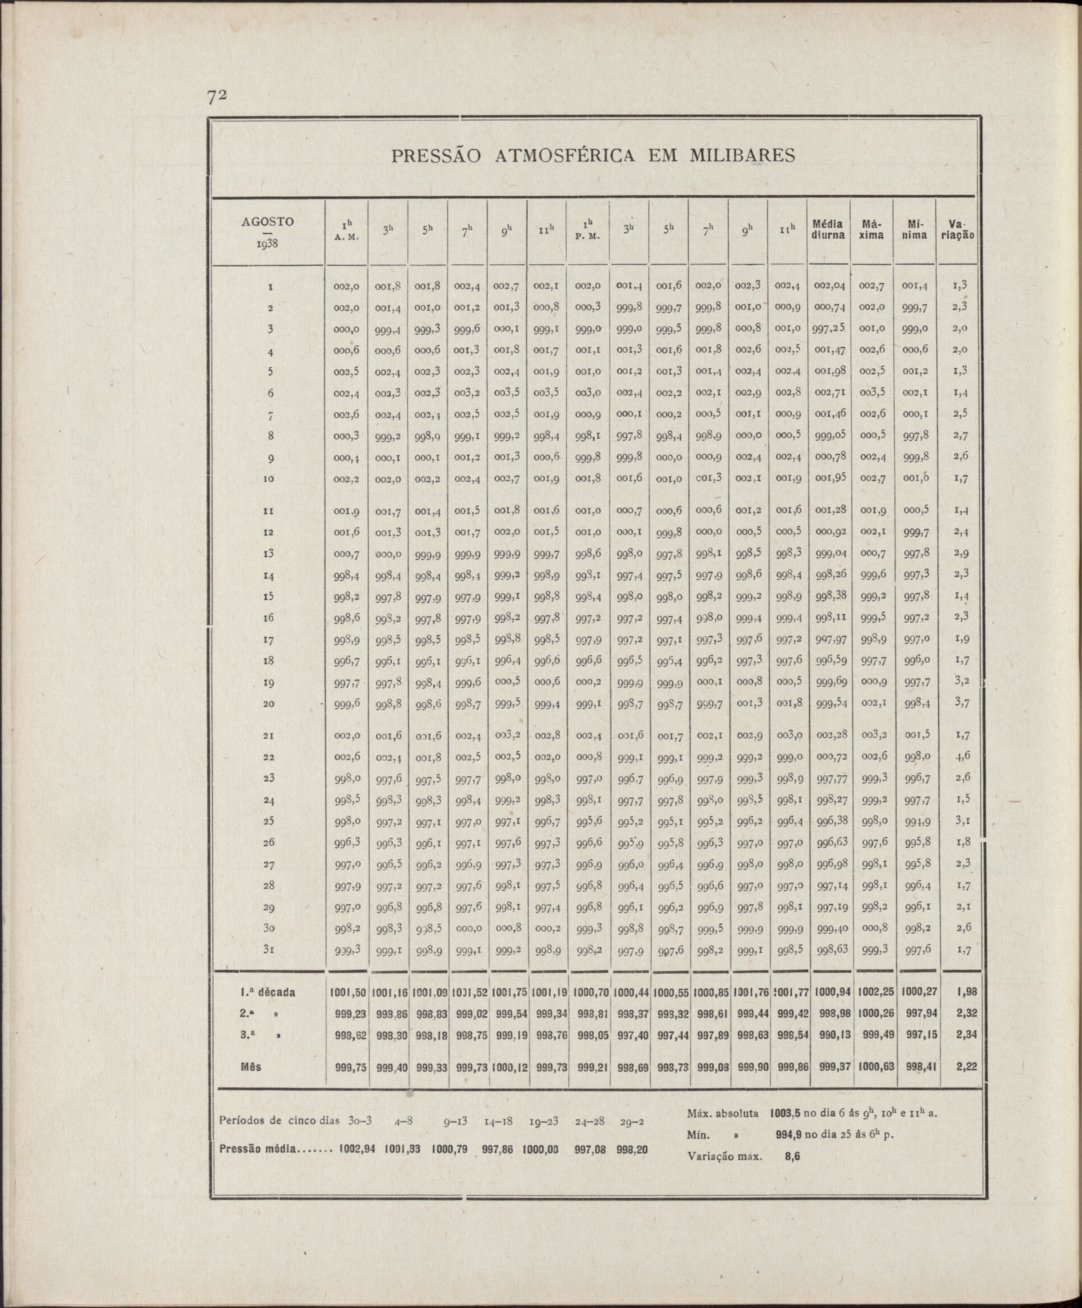 72
PRESSÃO ATMOSFÉRICA EM MILIBARES
AGOSTO — 1938 1h A. M. 3h 5h 7h 9h 11h 1h P. M. 3h 5h 7h 9h 11h Média diurna Má-xima Mí-nima Va-riação
1 002,0 001,8 001,8 002,4 002,7 002,1 002,0 001,4 001,6 002,0 002,3 002,4 002,04 002,7 001,4 1,3
2 002,0 001,4 001,0 001,2 001,3 000,8 000,3 999,8 999,7 999,8 001,0 000,9 000,74 002,0 999,7 2,3
3 000,0 999,4 999,3 999,6 000,1 999,1 999,0 999,0 999,5 999,8 000,8 001,0 997,25 001,0 999,0 2,0
4 000,6 000,6 000,6 001,3 001,8 001,7 001,1 001,3 001,6 001,8 002,6 002,5 001,47 002,6 000,6 2,0
5 002,5 002,4 002,3 002,3 002,4 001,9 001,0 001,2 001,3 001,4 002,4 002,4 001,98 002,5 001,2 1,3
6 002,4 002,3 002,3 003,2 003,5 003,5 003,0 002,4 002,2 002,1 002,9 002,8 002,71 003,5 002,1 1,4
7 002,6 002,4 002,4 002,5 002,5 001,9 000,9 000,1 000,2 000,5 001,1 000,9 001,46 002,6 000,1 2,5
8 000,3 999,2 998,9 999,1 999,2 998,4 998,1 997,8 998,4 998,9 000,0 000,5 999,05 000,5 997,8 2,7
9 000,4 000,1 000,1 001,2 001,3 000,6 999,8 999,8 000,0 000,9 002,4 002,4 000,78 002,4 999,8 2,6
10 002,2 002,0 002,2 002,4 002,7 001,9 001,8 001,6 001,0 001,3 002,1 001,9 001,95 002,7 001,6 1,7
11 001,9 001,7 001,4 001,5 001,8 001,6 001,0 000,7 000,6 000,6 001,2 001,6 001,28 001,9 000,5 1,4
12 001,6 001,3 001,3 001,7 002,0 001,5 001,0 000,1 999,8 000,0 000,5 000,5 000,92 002,1 999,7 2,4
13 000,7 000,0 999,9 999,9 999,9 999,7 998,6 998,0 997,8 998,1 998,5 998,3 999,04 000,7 997,8 2,9
14 998,4 998,4 998,4 998,4 999,2 998,9 998,1 997,4 997,5 997,9 998,6 998,4 998,26 999,6 997,3 2,3
15 998,2 997,8 997,9 997,9 999,1 998,8 998,4 998,0 998,0 998,2 999,2 998,9 998,38 999,2 997,8 1,4
16 998,6 998,2 997,8 997,9 998,2 997,8 997,2 997,2 997,4 998,0 999,4 999,4 998,11 999,5 997,2 2,3
17 998,9 998,5 998,5 998,5 998,8 998,5 997,9 997,2 997,1 997,3 997,6 997,2 997,97 998,9 997,0 1,9
18 996,7 996,1 996,1 996,1 996,4 996,6 996,6 996,5 996,4 996,2 997,3 997,6 996,59 997,7 996,0 1,7
19 997,7 997,8 998,4 999,6 000,5 000,6 000,2 999,9 999,9 000,1 000,8 000,5 999,69 000,9 997,7 3,2
20 999,6 998,8 998,6 998,7 999,5 999,4 999,1 998,7 998,7 999,7 001,3 001,8 999,54 002,1 998,4 3,7
21 002,0 001,6 001,6 002,4 003,2 002,8 002,4 001,6 001,7 002,1 002,9 003,0 002,28 003,2 001,5 1,7
22 002,6 002,4 001,8 002,5 002,5 002,0 000,8 999,1 999,1 999,2 999,2 999,0 000,72 002,6 998,0 4,6
23 998,0 997,6 997,5 997,7 998,0 998,0 997,0 996,7 996,9 997,9 999,3 998,9 997,77 999,3 996,7 2,6
24 998,5 998,3 998,3 998,4 999,2 998,3 998,1 997,7 997,8 998,0 998,5 998,1 998,27 999,2 997,7 1,5
25 998,0 997,2 997,1 997,0 997,1 996,7 995,6 995,2 995,1 995,2 996,2 996,4 996,38 998,0 994,9 3,1
26 996,3 996,3 996,1 997,1 997,6 997,3 996,6 995,9 995,8 996,3 997,0 997,0 996,63 997,6 995,8 1,8
27 997,0 996,5 996,2 996,9 997,3 997,3 996,9 996,0 996,4 996,9 998,0 998,0 996,98 998,1 995,8 2,3
28 997,9 997,2 997,2 997,6 998,1 997,5 996,8 996,4 996,5 996,6 997,0 997,0 997,14 998,1 996,4 1,7
29 997,0 996,8 996,8 997,6 998,1 997,4 996,8 996,1 996,2 996,9 997,8 998,1 997,19 998,2 996,1 2,1
30 998,2 998,3 998,5 000,0 000,8 000,2 999,3 998,8 998,7 999,5 999,9 999,9 999,40 000,8 998,2 2,6
31 999,3 999,1 998,9 999,1 999,2 998,9 998,2 997,9 997,6 998,2 999,1 998,5 998,63 999,3 997,6 1,7
1.ª década 1001,50 1001,16 1001,09 1001,52 1001,75 1001,19 1000,70 1000,44 1000,55 1000,85 1001,76 1001,77 1000,94 1002,25 1000,27 1,98
2.ª » 999,23 998,86 998,83 999,02 999,54 999,34 998,81 998,37 998,32 998,61 999,44 999,42 998,98 1000,26 997,94 2,32
3.ª » 998,62 998,30 998,18 998,75 999,19 998,76 998,05 997,40 997,44 997,89 998,63 998,54 990,13 999,49 997,15 2,34
Mês 999,75 999,40 999,33 999,73 1000,12 999,73 999,21 998,69 998,73 999,08 999,90 999,86 999,37 1000,63 998,41 2,22
Períodos de cinco dias 30-3 4-8 9-13 14-18 19-23 24-28 29-2
Pressão média....... 1002,94 1001,33 1000,79 997,86 1000,00 997,08 998,20
Máx. absoluta 1003,5 no dia 6 às 9h, 10h e 11h a.
Mín. » 994,9 no dia 25 às 6h p.
Variação max. 8,6